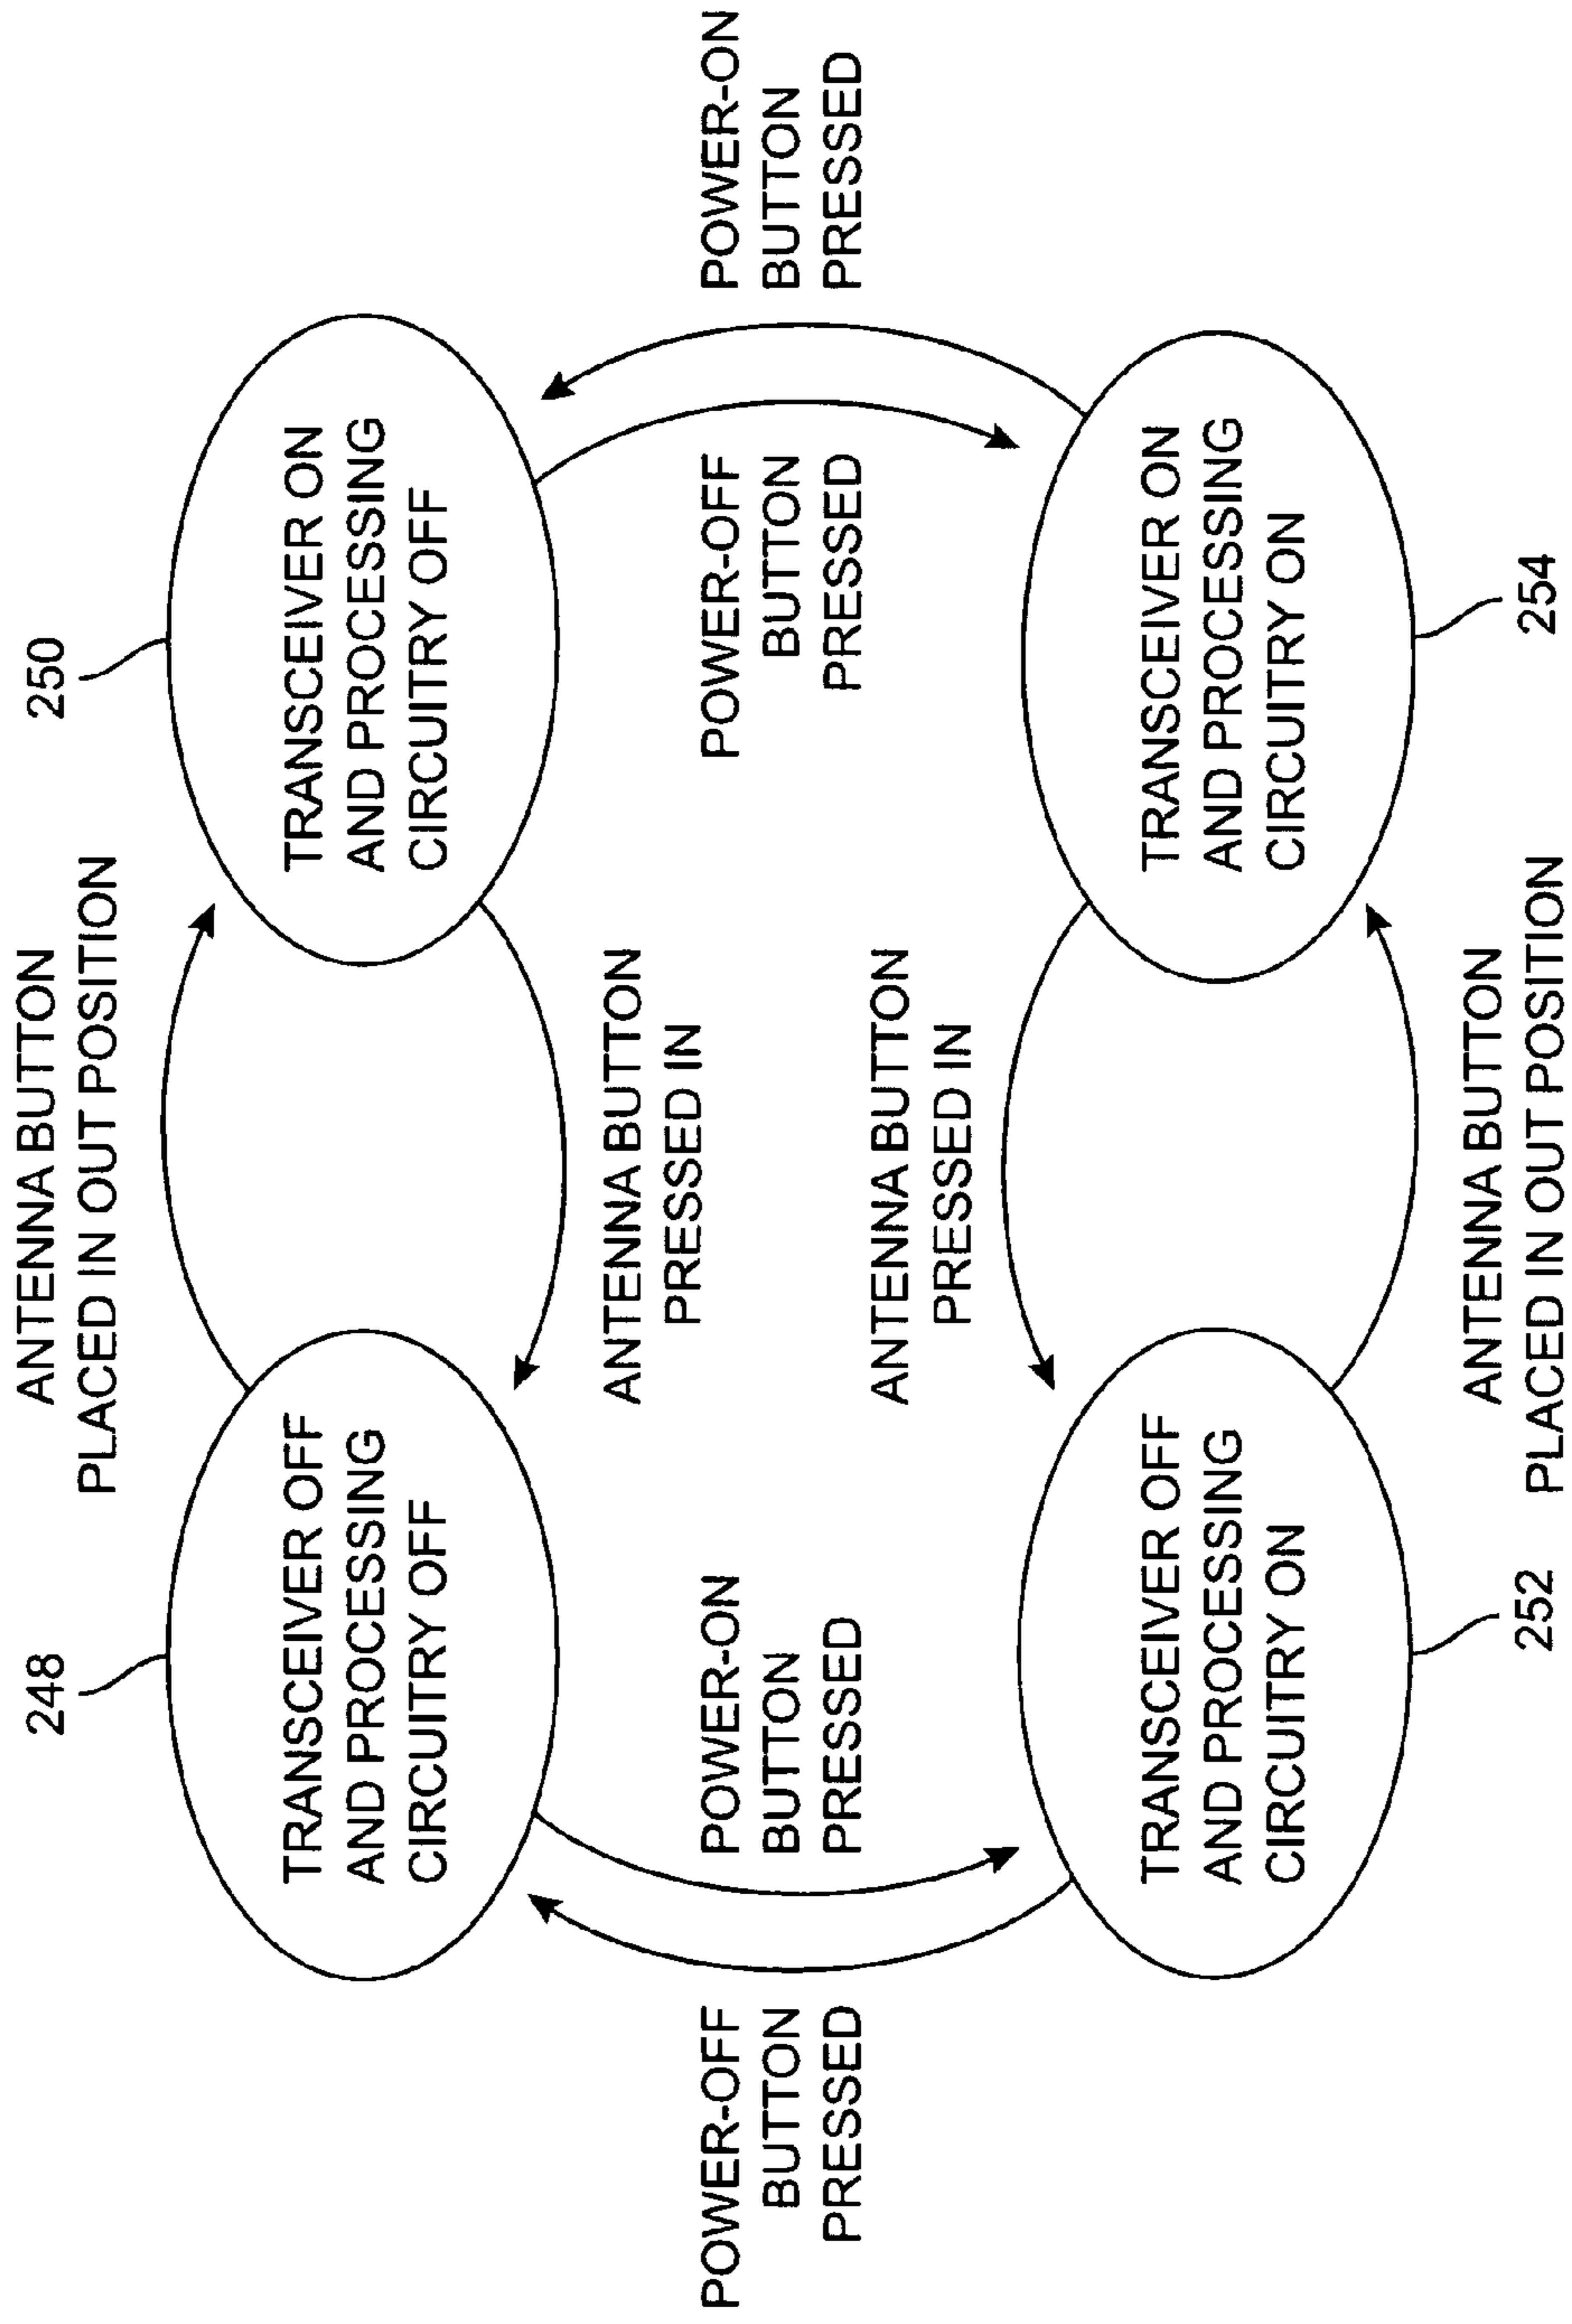 ANTENNA BUTTON
PLACED IN OUT POSITION
248
250
TRANSCEIVER OFF
AND PROCESSING
CIRCUITRY OFF
TRANSCEIVER ON
AND PROCESSING
CIRCUITRY OFF
ANTENNA BUTTON
PRESSED IN
POWER-OFF
BUTTON
PRESSED
POWER-ON
BUTTON
PRESSED
POWER-OFF
BUTTON
PRESSED
POWER-ON
BUTTON
PRESSED
ANTENNA BUTTON
PRESSED IN
TRANSCEIVER OFF
AND PROCESSING
CIRCUITRY ON
TRANSCEIVER ON
AND PROCESSING
CIRCUITRY ON
252
254
ANTENNA BUTTON
PLACED IN OUT POSITION